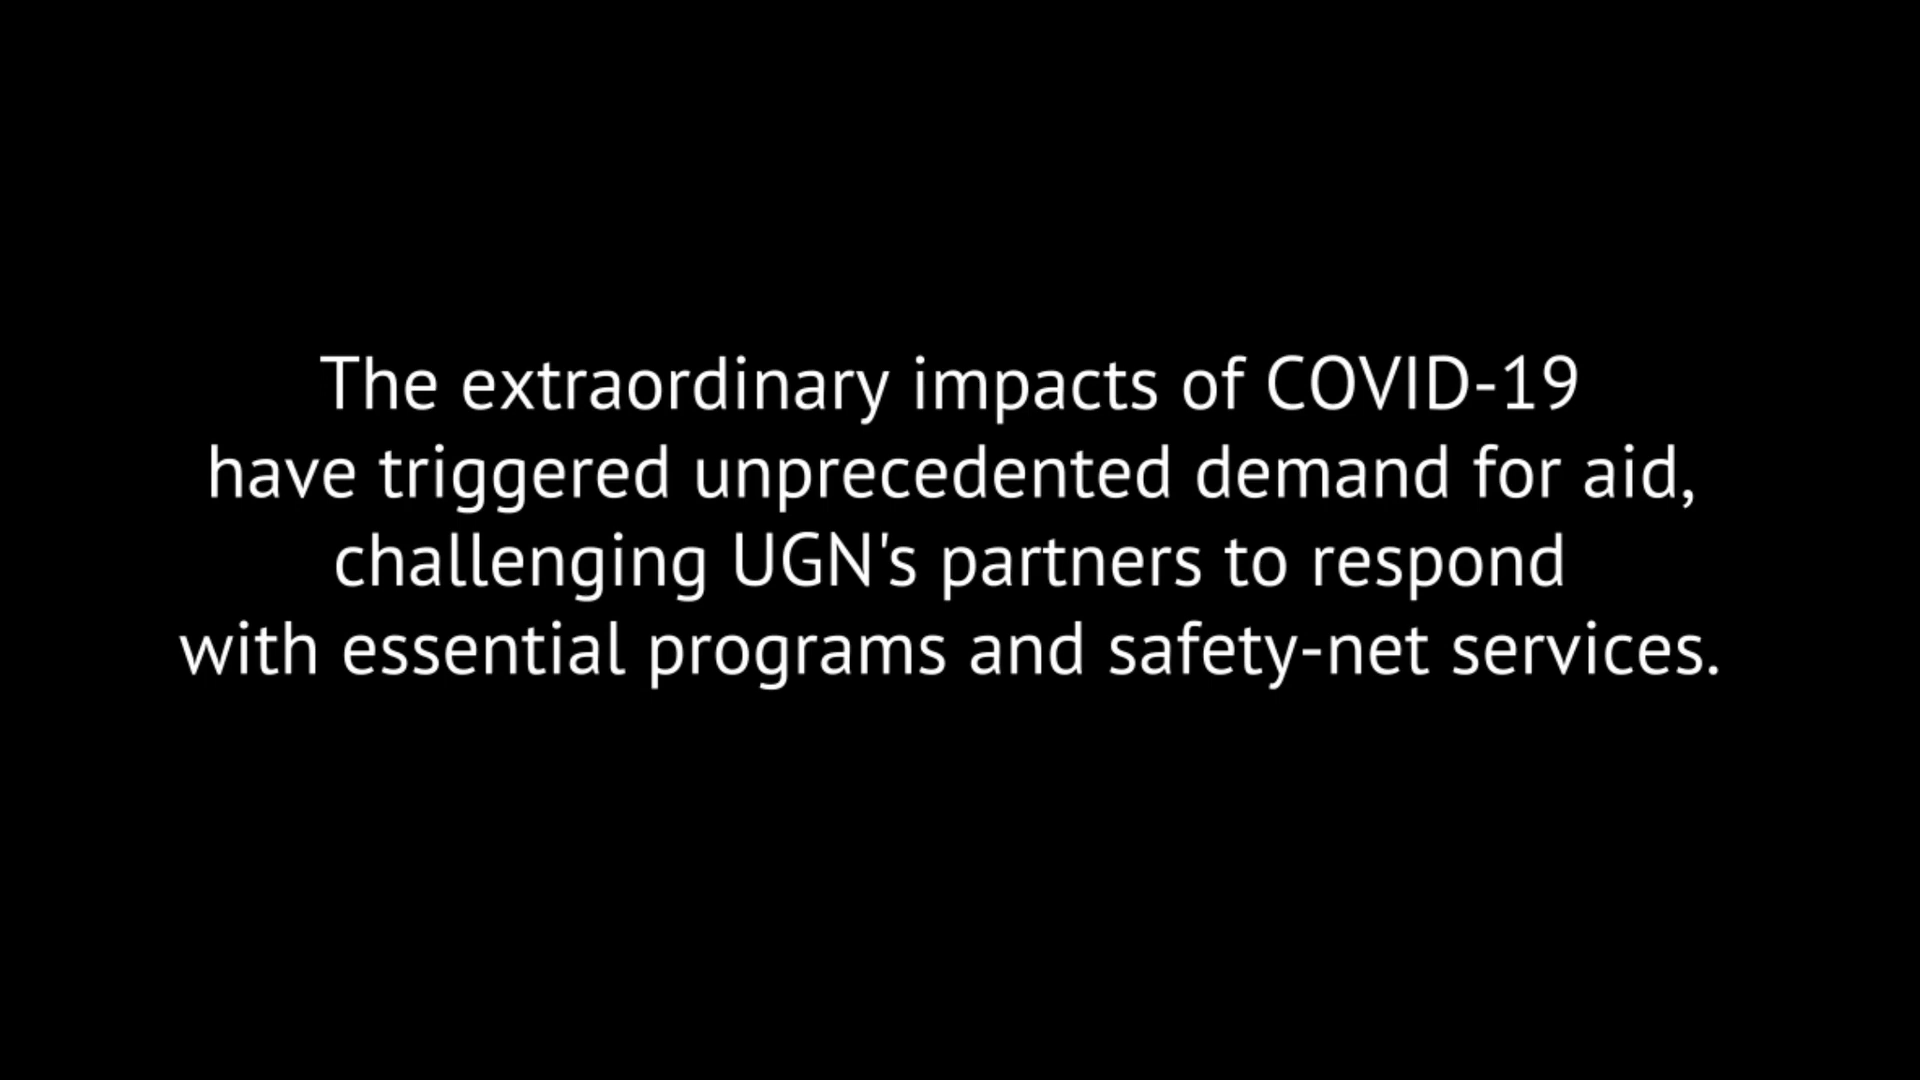 The extraordinary impacts of COVID-19
have triggered unprecedented demand for aid,
challenging UGN's partners to respond
with essential programs and safety-net services.